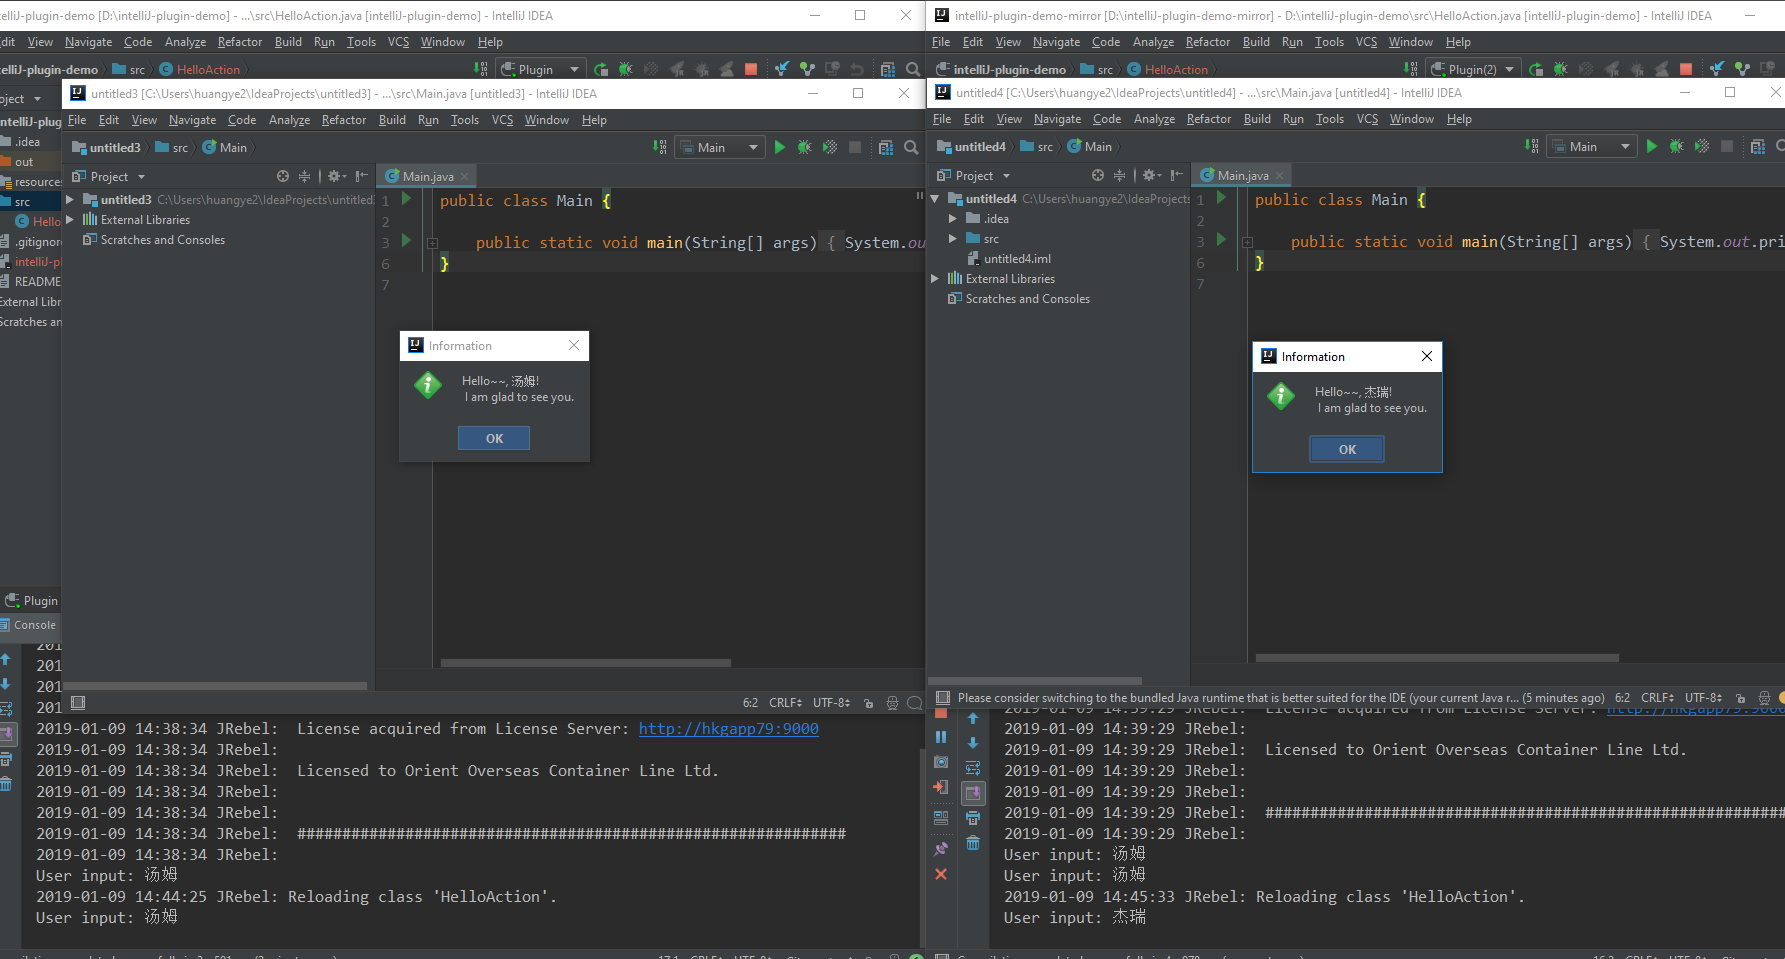 elliJ-plugin-demo [D:\intelliJ-plugin-demo] - ...\src\HelloAction.java [intelliJ-plugin-demo] - IntelliJ IDEA
dit View Navigate Code Analyze Refactor Build Run Tools VCS Window Help
telliJ-plugin-demo src HelloAction Plugin
oject
ntelliJ-plug
.idea
out
resource
src
Hello
.gitignor
intelliJ-p
README
External Libr
Scratches an
untitled3 [C:\Users\huangye2\IdeaProjects\untitled3] - ...\src\Main.java [untitled3] - IntelliJ IDEA
File Edit View Navigate Code Analyze Refactor Build Run Tools VCS Window Help
untitled3 src Main Main
Project
untitled3 C:\Users\huangye2\IdeaProjects\untitled3
External Libraries
Scratches and Consoles
Main.java
1 public class Main {
2
3 public static void main(String[] args) { System.ou
6 }
7
Information
Hello~~, 汤姆!
I am glad to see you.
OK
6:2 CRLF UTF-8
Plugin
Console
201
201
201
201
2019-01-09 14:38:34 JRebel: License acquired from License Server: http://hkgapp79:9000
2019-01-09 14:38:34 JRebel:
2019-01-09 14:38:34 JRebel: Licensed to Orient Overseas Container Line Ltd.
2019-01-09 14:38:34 JRebel:
2019-01-09 14:38:34 JRebel:
2019-01-09 14:38:34 JRebel: #############################################################
2019-01-09 14:38:34 JRebel:
User input: 汤姆
2019-01-09 14:44:25 JRebel: Reloading class 'HelloAction'.
User input: 汤姆
intelliJ-plugin-demo-mirror [D:\intelliJ-plugin-demo-mirror] - D:\intelliJ-plugin-demo\src\HelloAction.java [intelliJ-plugin-demo] - IntelliJ IDEA
File Edit View Navigate Code Analyze Refactor Build Run Tools VCS Window Help
intelliJ-plugin-demo src HelloAction Plugin(2)
untitled4 [C:\Users\huangye2\IdeaProjects\untitled4] - ...\src\Main.java [untitled4] - IntelliJ IDEA
File Edit View Navigate Code Analyze Refactor Build Run Tools VCS Window Help
untitled4 src Main Main
Project
untitled4 C:\Users\huangye2\IdeaProjects
.idea
src
untitled4.iml
External Libraries
Scratches and Consoles
Main.java
1 public class Main {
2
3 public static void main(String[] args) { System.out.pri
6 }
7
Information
Hello~~, 杰瑞!
I am glad to see you.
OK
Please consider switching to the bundled Java runtime that is better suited for the IDE (your current Java r... (5 minutes ago) 6:2 CRLF UTF-8
2019-01-09 14:39:29 JRebel: License acquired from License Server: http://hkgapp79:9000
2019-01-09 14:39:29 JRebel:
2019-01-09 14:39:29 JRebel: Licensed to Orient Overseas Container Line Ltd.
2019-01-09 14:39:29 JRebel:
2019-01-09 14:39:29 JRebel:
2019-01-09 14:39:29 JRebel: ##########################################################
2019-01-09 14:39:29 JRebel:
User input: 汤姆
User input: 汤姆
2019-01-09 14:45:33 JRebel: Reloading class 'HelloAction'.
User input: 杰瑞